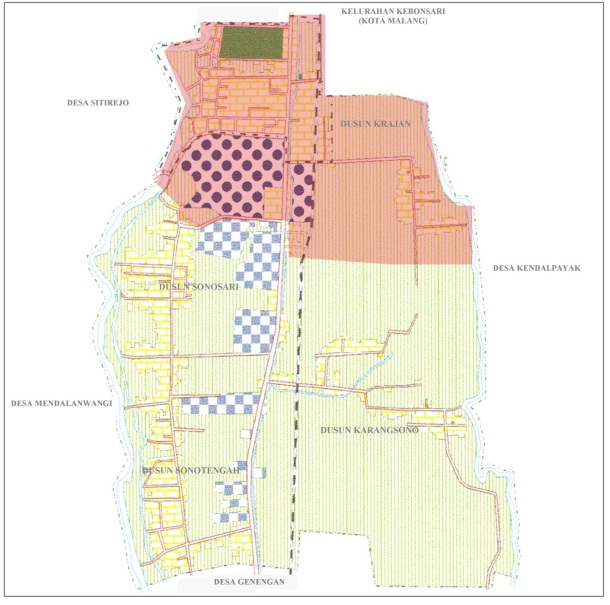 KELURAHAN KEBONSARI
(KOTA MALANG)
DESA SITIREJO
DUSUN KRAJAN
DESA KENDALPAYAK
DUSUN SONOSARI
DESA MENDALANWANGI
DUSUN KARANGSONO
DUSUN SONOTENGAH
DESA GENENGAN